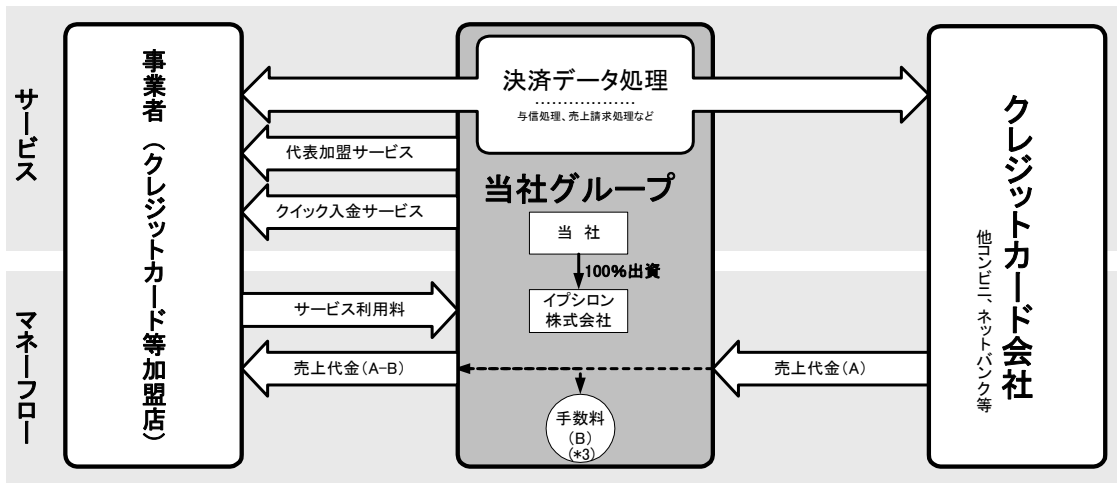 サービス
マネーフロー
事業者（クレジットカード等加盟店）
決済データ処理
与信処理、売上請求処理など
代表加盟サービス
クイック入金サービス
当社グループ
当 社
100％出資
イプシロン
株式会社
サービス利用料
売上代金（A-B）
売上代金（A）
手数料
（B）
（*3）
クレジットカード会社
他コンビニ、ネットバンク等